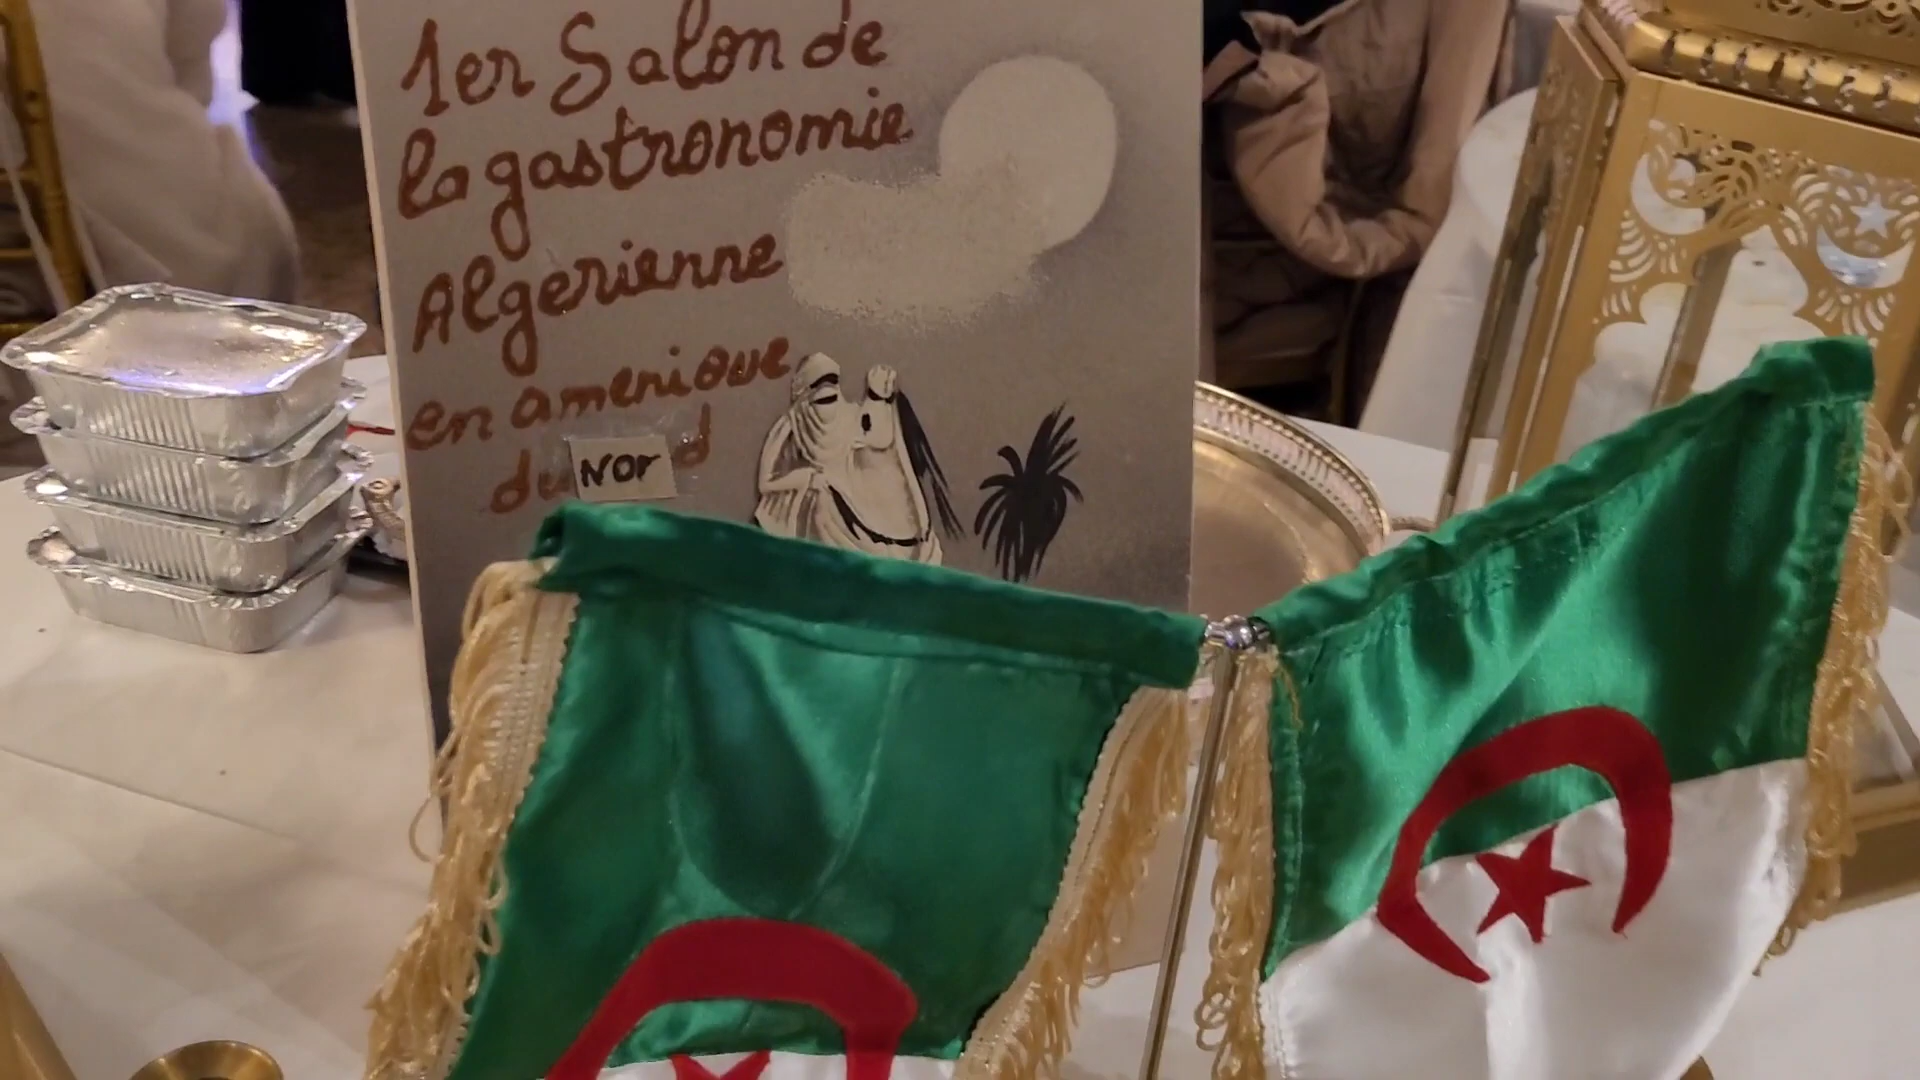 1er Salon de
la gastronomie
Algerienne
en amerique
du Nor d